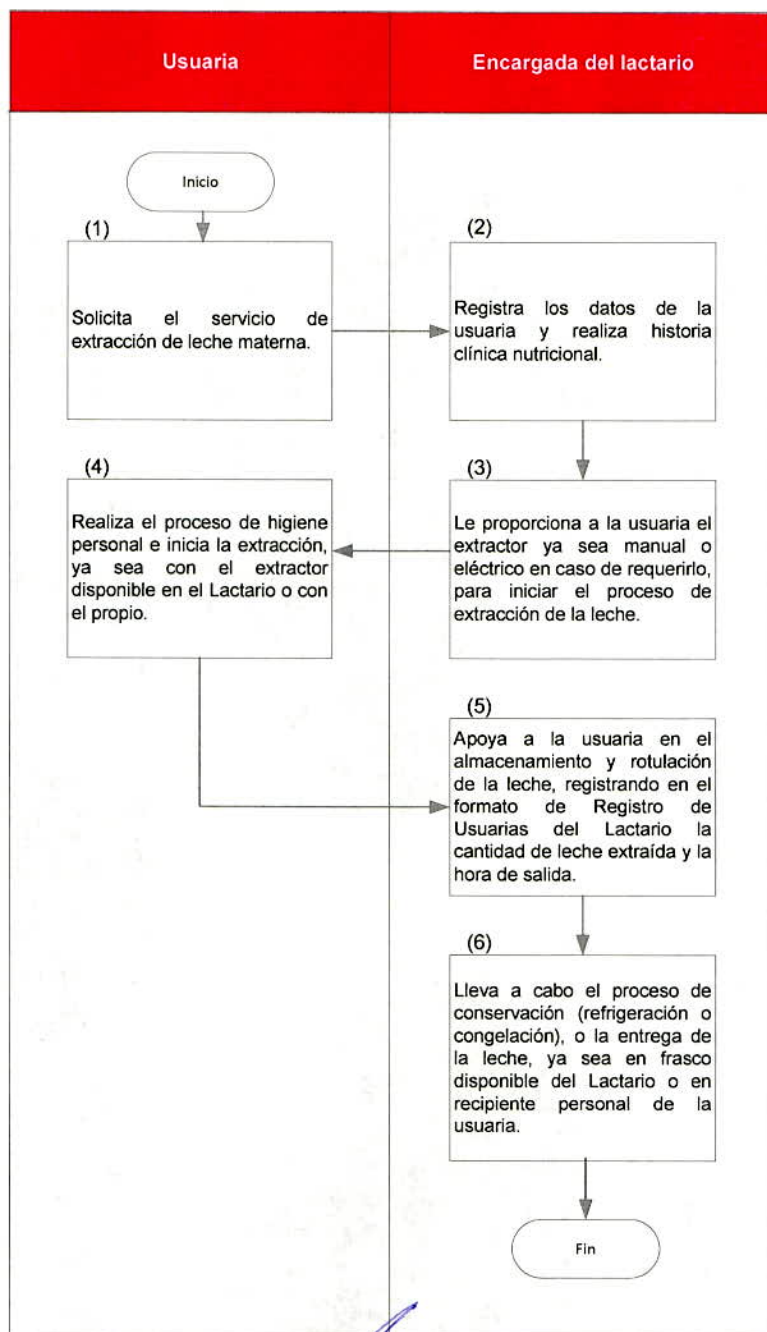 Usuaria
Encargada del lactario
Inicio
(1)
Solicita el servicio de
extracción de leche materna.
(2)
Registra los datos de la
usuaria y realiza historia
clínica nutricional.
(3)
Le proporciona a la usuaria el
extractor ya sea manual o
eléctrico en caso de requerirlo,
para iniciar el proceso de
extracción de la leche.
(4)
Realiza el proceso de higiene
personal e inicia la extracción,
ya sea con el extractor
disponible en el Lactario o con
el propio.
(5)
Apoya a la usuaria en el
almacenamiento y rotulación
de la leche, registrando en el
formato de Registro de
Usuarias del Lactario la
cantidad de leche extraída y la
hora de salida.
(6)
Lleva a cabo el proceso de
conservación (refrigeración o
congelación), o la entrega de
la leche, ya sea en frasco
disponible del Lactario o en
recipiente personal de la
usuaria.
Fin